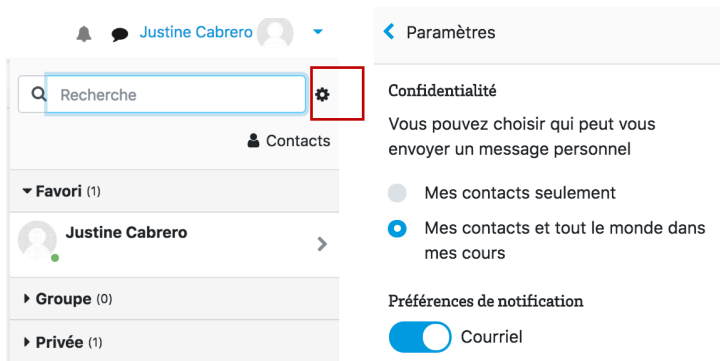 Justine Cabrero
Recherche
Contacts
Favori (1)
Justine Cabrero
Groupe (0)
Privée (1)
Paramètres
Confidentialité
Vous pouvez choisir qui peut vous
envoyer un message personnel
Mes contacts seulement
Mes contacts et tout le monde dans
mes cours
Préférences de notification
Courriel